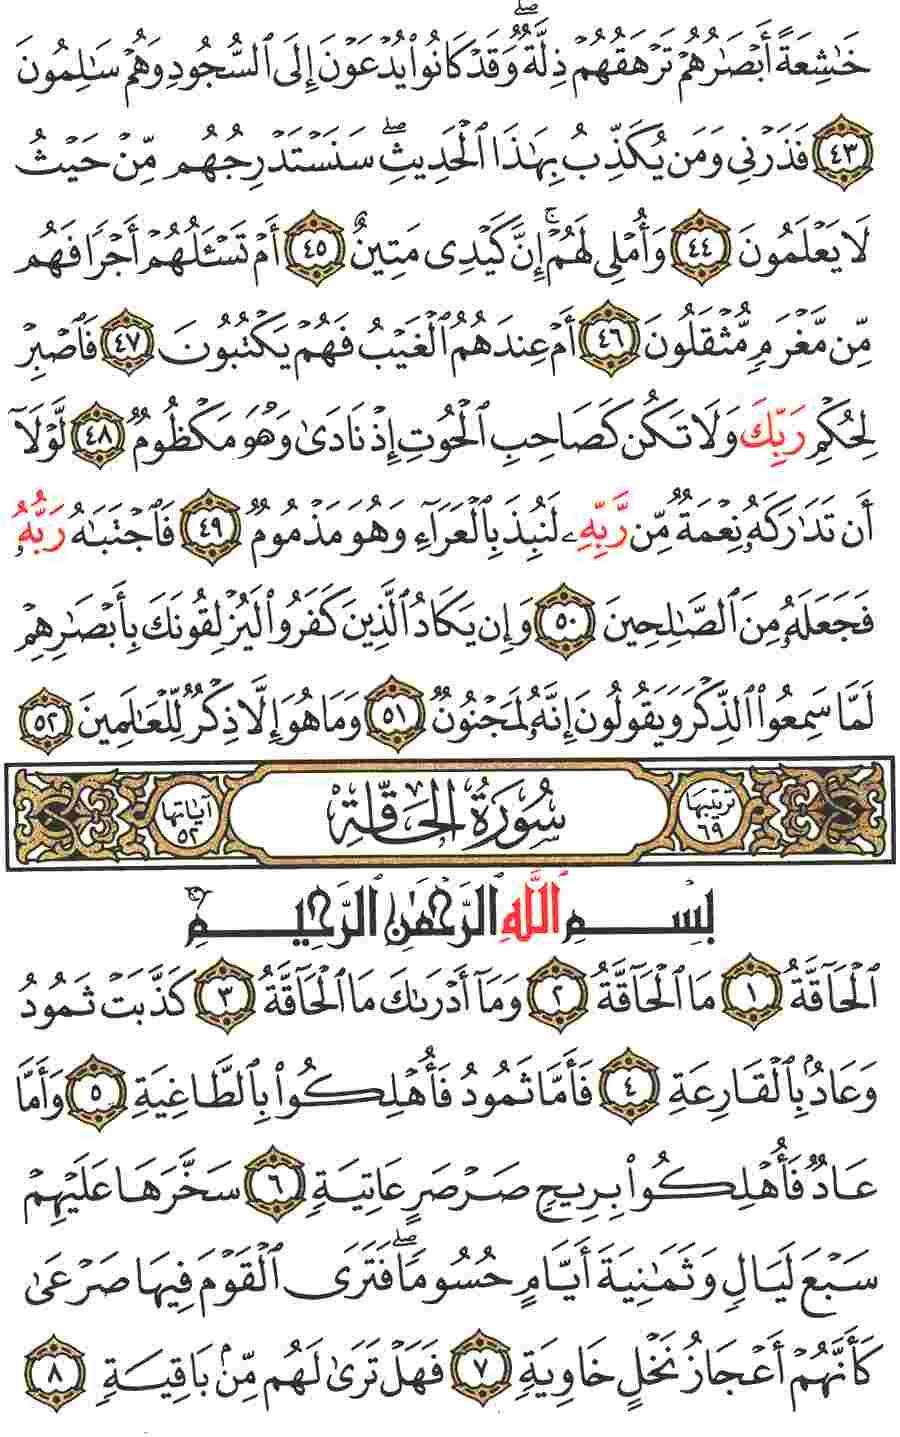 خَٰشِعَةً أَبْصَٰرُهُمْ تَرْهَقُهُمْ ذِلَّةٌ ۖ وَقَدْ كَانُوا۟ يُدْعَوْنَ إِلَى ٱلسُّجُودِ وَهُمْ سَٰلِمُونَ
﴿٤٣﴾ فَذَرْنِى وَمَن يُكَذِّبُ بِهَٰذَا ٱلْحَدِيثِ ۖ سَنَسْتَدْرِجُهُم مِّنْ حَيْثُ
لَا يَعْلَمُونَ ﴿٤٤﴾ وَأُمْلِى لَهُمْ ۚ إِنَّ كَيْدِى مَتِينٌ ﴿٤٥﴾ أَمْ تَسْـَٔلُهُمْ أَجْرًا فَهُم
مِّن مَّغْرَمٍ مُّثْقَلُونَ ﴿٤٦﴾ أَمْ عِندَهُمُ ٱلْغَيْبُ فَهُمْ يَكْتُبُونَ ﴿٤٧﴾ فَٱصْبِرْ
لِحُكْمِ رَبِّكَ وَلَا تَكُن كَصَاحِبِ ٱلْحُوتِ إِذْ نَادَىٰ وَهُوَ مَكْظُومٌ ﴿٤٨﴾ لَّوْلَآ
أَن تَدَٰرَكَهُۥ نِعْمَةٌ مِّن رَّبِّهِۦ لَنُبِذَ بِٱلْعَرَآءِ وَهُوَ مَذْمُومٌ ﴿٤٩﴾ فَٱجْتَبَٰهُ رَبُّهُۥ
فَجَعَلَهُۥ مِنَ ٱلصَّٰلِحِينَ ﴿٥٠﴾ وَإِن يَكَادُ ٱلَّذِينَ كَفَرُوا۟ لَيُزْلِقُونَكَ بِأَبْصَٰرِهِمْ
لَمَّا سَمِعُوا۟ ٱلذِّكْرَ وَيَقُولُونَ إِنَّهُۥ لَمَجْنُونٌ ﴿٥١﴾ وَمَا هُوَ إِلَّا ذِكْرٌ لِّلْعَٰلَمِينَ ﴿٥٢﴾
ترتيبها ٦٩ سُورَةُ الحَاقَّةِ آياتها ٥٢
بِسْمِ ٱللَّهِ ٱلرَّحْمَٰنِ ٱلرَّحِيمِ
ٱلْحَآقَّةُ ﴿١﴾ مَا ٱلْحَآقَّةُ ﴿٢﴾ وَمَآ أَدْرَىٰكَ مَا ٱلْحَآقَّةُ ﴿٣﴾ كَذَّبَتْ ثَمُودُ
وَعَادٌۢ بِٱلْقَارِعَةِ ﴿٤﴾ فَأَمَّا ثَمُودُ فَأُهْلِكُوا۟ بِٱلطَّاغِيَةِ ﴿٥﴾ وَأَمَّا
عَادٌ فَأُهْلِكُوا۟ بِرِيحٍ صَرْصَرٍ عَاتِيَةٍ ﴿٦﴾ سَخَّرَهَا عَلَيْهِمْ
سَبْعَ لَيَالٍ وَثَمَٰنِيَةَ أَيَّامٍ حُسُومًا ۖ فَتَرَى ٱلْقَوْمَ فِيهَا صَرْعَىٰ
كَأَنَّهُمْ أَعْجَازُ نَخْلٍ خَاوِيَةٍ ﴿٧﴾ فَهَلْ تَرَىٰ لَهُم مِّنۢ بَاقِيَةٍ ﴿٨﴾